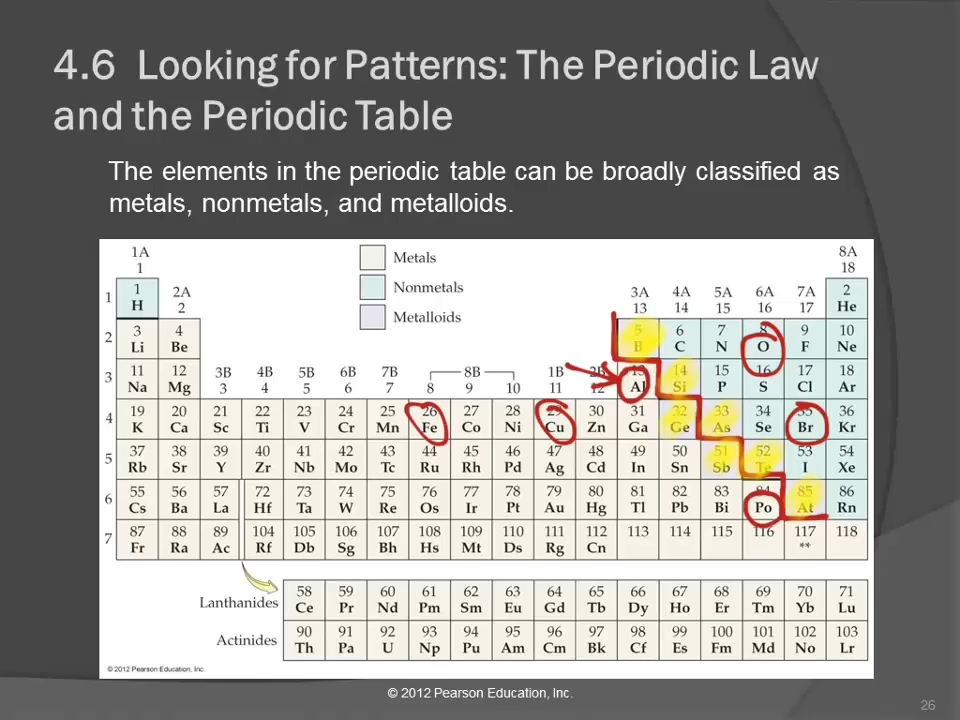 4.6 Looking for Patterns: The Periodic Law
and the Periodic Table
The elements in the periodic table can be broadly classified as
metals, nonmetals, and metalloids.
1A 8A
1 18
Metals
Nonmetals
Metalloids
1 1 2A 3A 4A 5A 6A 7A 2
H 2 13 14 15 16 17 He
2 3 4 5 6 7 8 9 10
Li Be B C N O F Ne
3 11 12 3B 4B 5B 6B 7B 8B 1B 2B 13 14 15 16 17 18
Na Mg 3 4 5 6 7 8 9 10 11 12 Al Si P S Cl Ar
4 19 20 21 22 23 24 25 26 27 28 29 30 31 32 33 34 35 36
K Ca Sc Ti V Cr Mn Fe Co Ni Cu Zn Ga Ge As Se Br Kr
5 37 38 39 40 41 42 43 44 45 46 47 48 49 50 51 52 53 54
Rb Sr Y Zr Nb Mo Tc Ru Rh Pd Ag Cd In Sn Sb Te I Xe
6 55 56 57 72 73 74 75 76 77 78 79 80 81 82 83 84 85 86
Cs Ba La Hf Ta W Re Os Ir Pt Au Hg Tl Pb Bi Po At Rn
7 87 88 89 104 105 106 107 108 109 110 111 112 113 114 115 116 117 118
Fr Ra Ac Rf Db Sg Bh Hs Mt Ds Rg Cn **
Lanthanides 58 59 60 61 62 63 64 65 66 67 68 69 70 71
Ce Pr Nd Pm Sm Eu Gd Tb Dy Ho Er Tm Yb Lu
Actinides 90 91 92 93 94 95 96 97 98 99 100 101 102 103
Th Pa U Np Pu Am Cm Bk Cf Es Fm Md No Lr
© 2012 Pearson Education, Inc.
© 2012 Pearson Education, Inc.
26